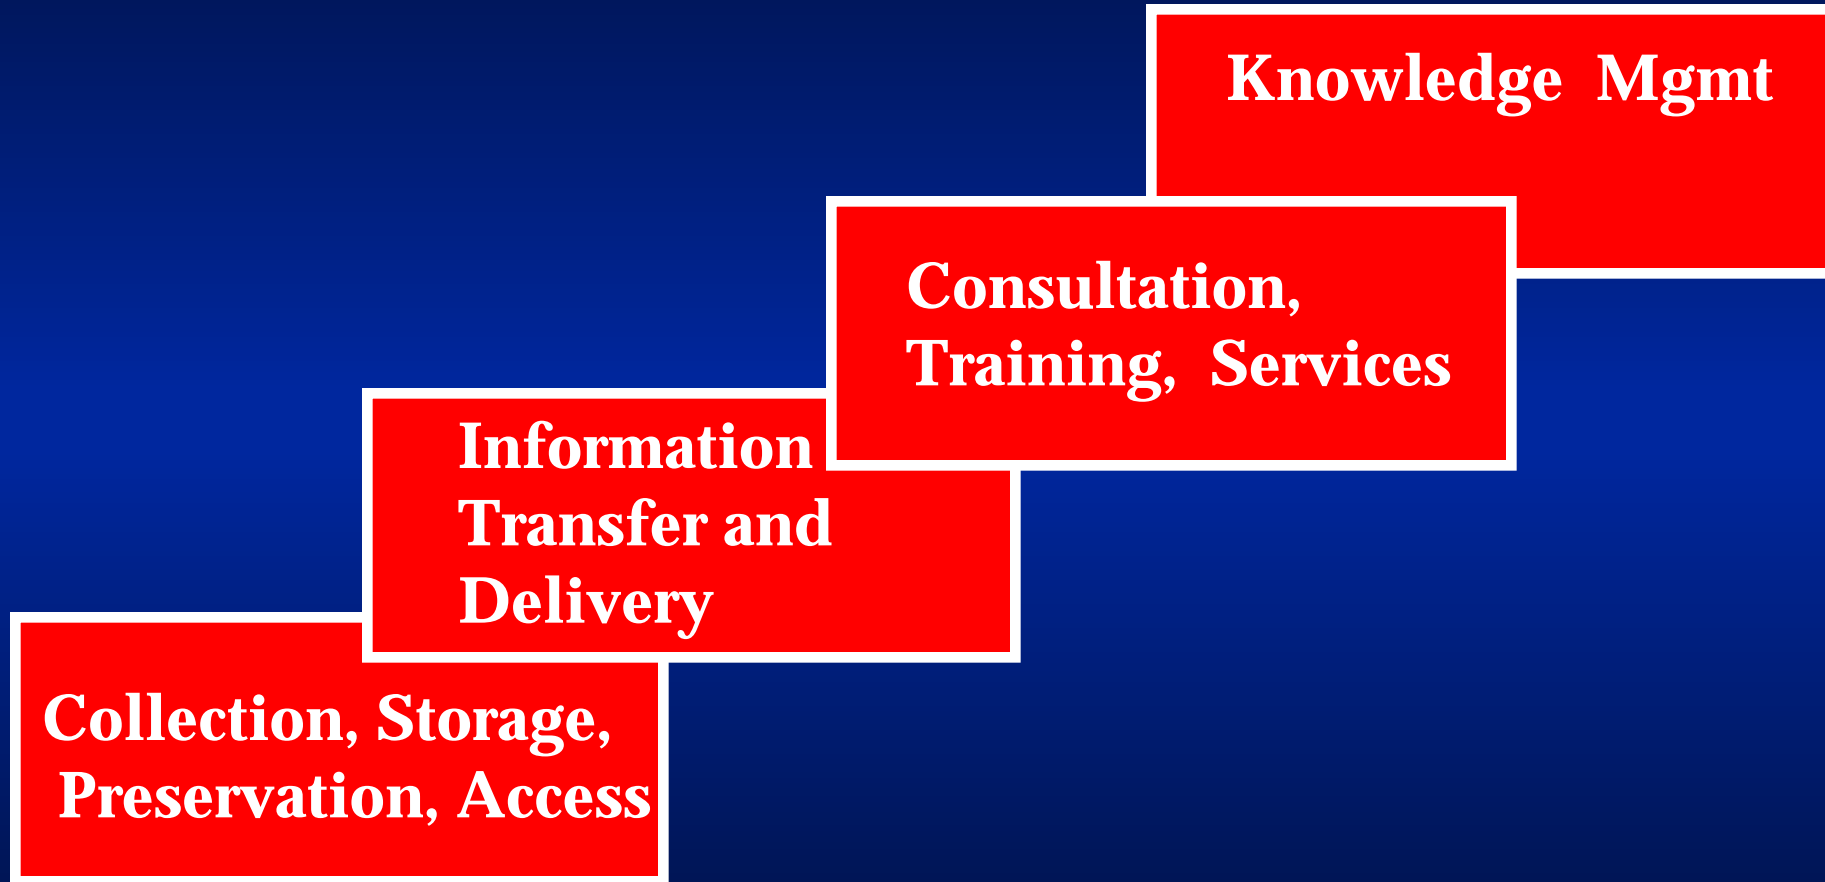 Knowledge Mgmt
Consultation,
Training, Services
Information
Transfer and
Delivery
Collection, Storage,
Preservation, Access